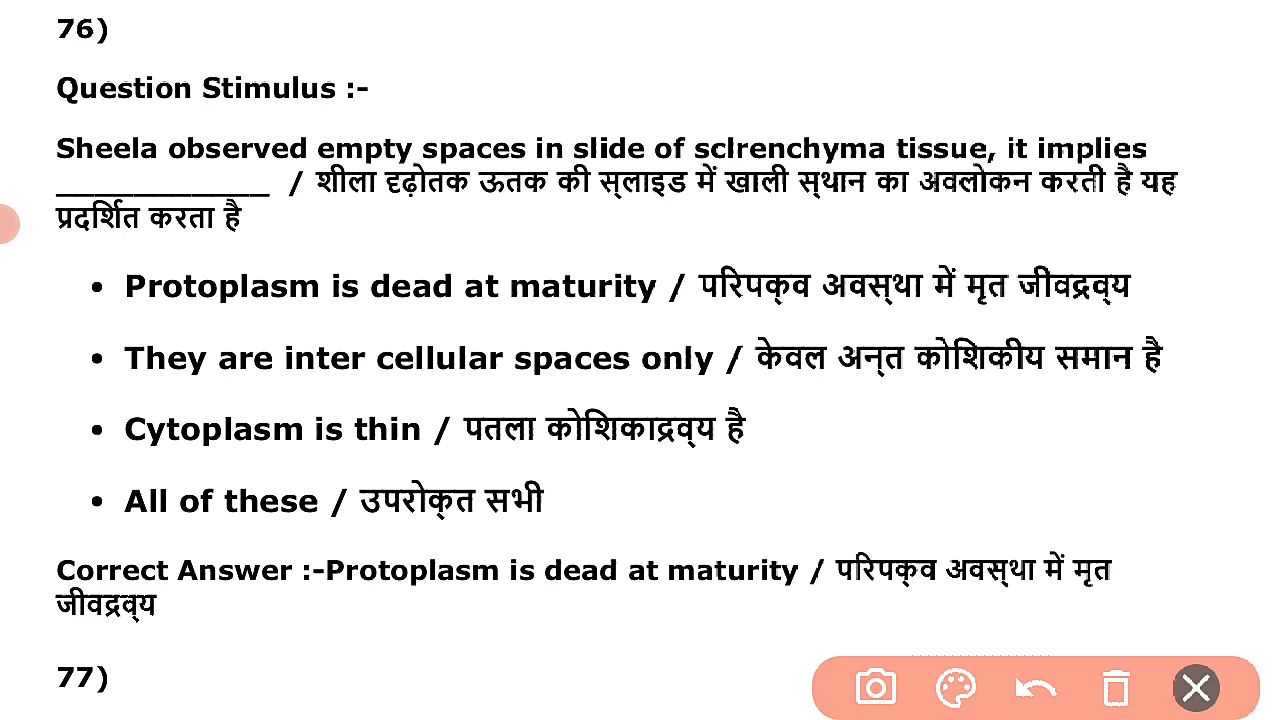 76)
Question Stimulus :-
Sheela observed empty spaces in slide of sclrenchyma tissue, it implies
______________ / शीला दृढ़ोतक ऊतक की स्लाइड में खाली स्थान का अवलोकन करती है यह
प्रदर्शित करता है
• Protoplasm is dead at maturity / परिपक्व अवस्था में मृत जीवद्रव्य
• They are inter cellular spaces only / केवल अन्त कोशिकीय समान है
• Cytoplasm is thin / पतला कोशिकाद्रव्य है
• All of these / उपरोक्त सभी
Correct Answer :-Protoplasm is dead at maturity / परिपक्व अवस्था में मृत
जीवद्रव्य
77)